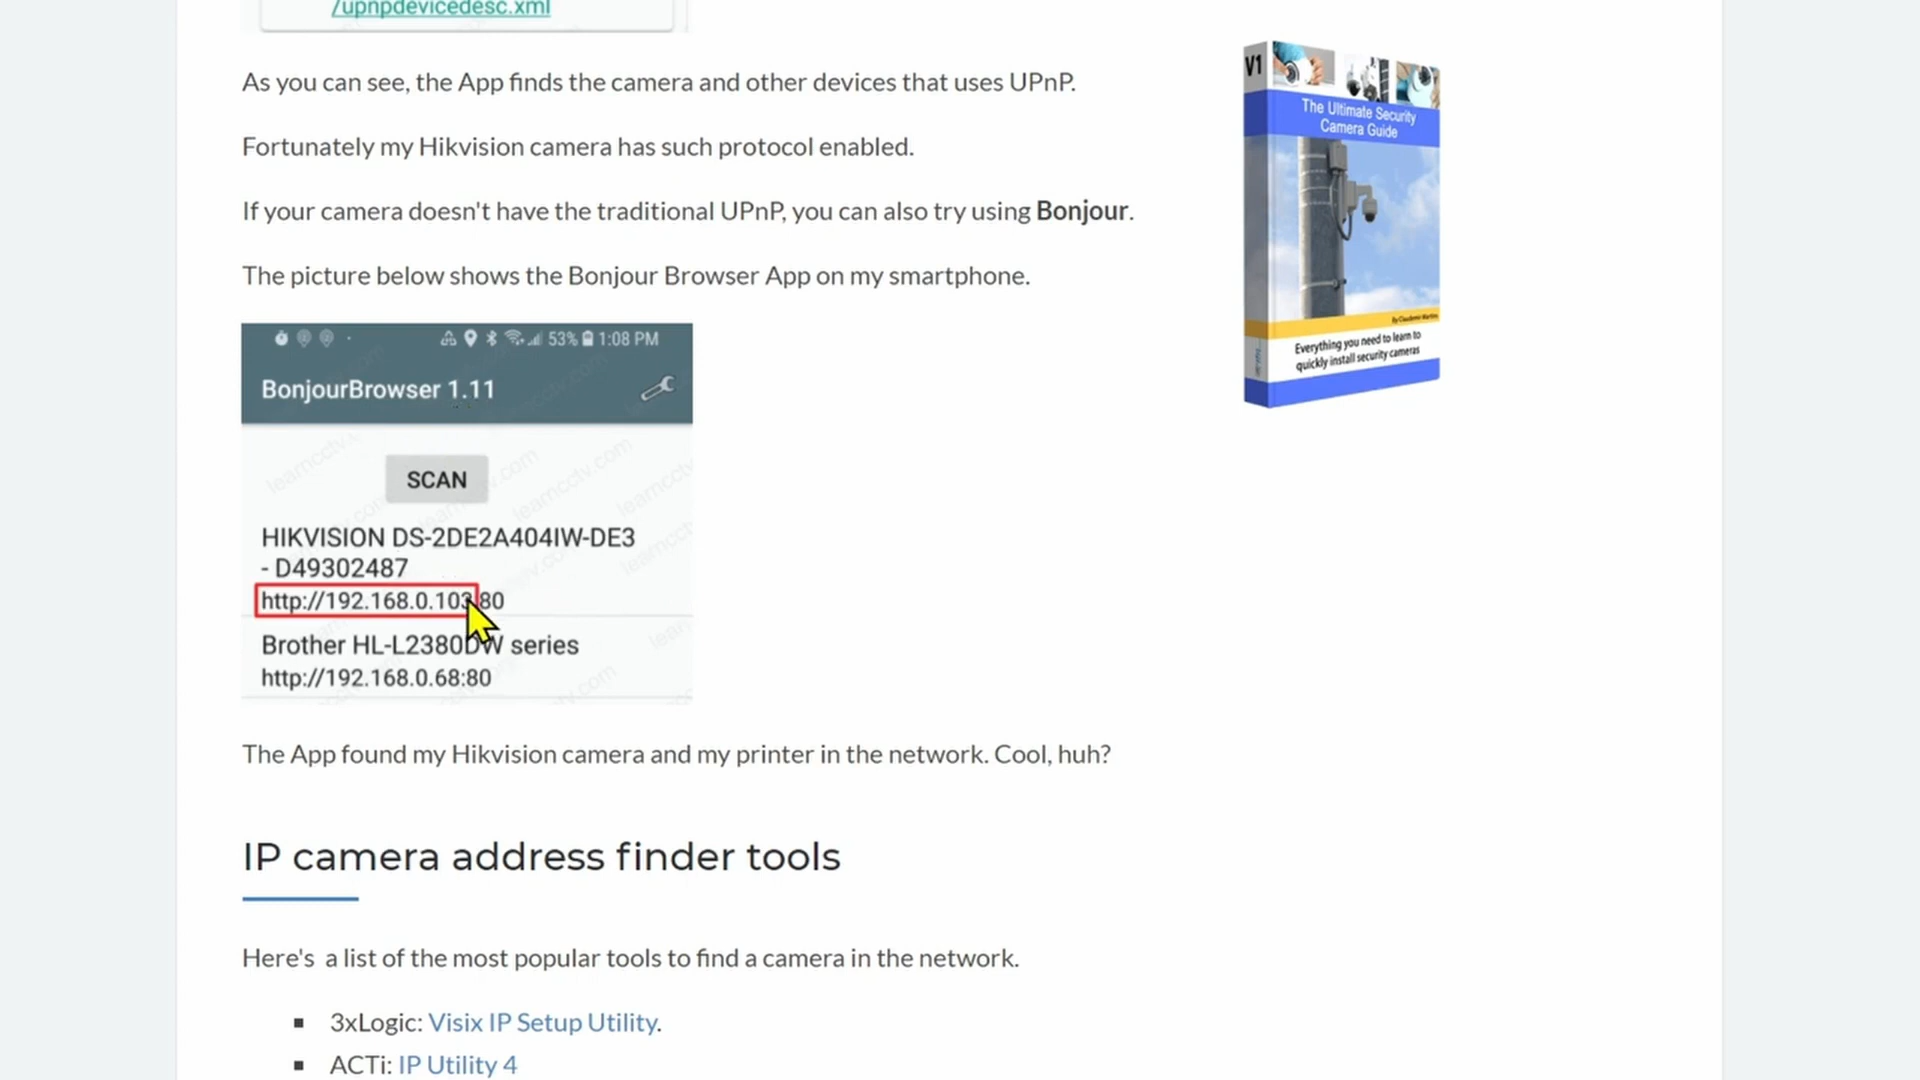 /upnpdevicedesc.xml
As you can see, the App finds the camera and other devices that uses UPnP.
Fortunately my Hikvision camera has such protocol enabled.
If your camera doesn't have the traditional UPnP, you can also try using Bonjour.
The picture below shows the Bonjour Browser App on my smartphone.
53% 1:08 PM
BonjourBrowser 1.11
SCAN
HIKVISION DS-2DE2A404IW-DE3
- D49302487
http://192.168.0.103:80
Brother HL-L2380DW series
http://192.168.0.68:80
The App found my Hikvision camera and my printer in the network. Cool, huh?
IP camera address finder tools
Here's a list of the most popular tools to find a camera in the network.
3xLogic: Visix IP Setup Utility.
ACTi: IP Utility 4
V1
The Ultimate Security
Camera Guide
By Claudemir Martins
Everything you need to learn to
quickly install security cameras
learncctv.com